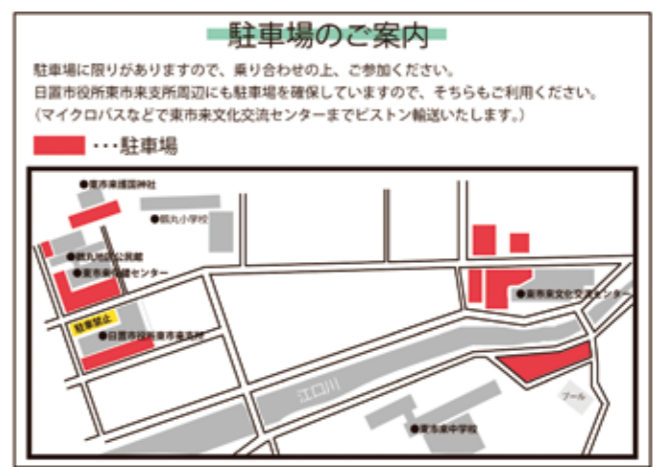 駐車場のご案内
駐車場に限りがありますので、乗り合わせの上、ご参加ください。
日置市役所東市来支所周辺にも駐車場を確保していますので、そちらもご利用ください。
（マイクロバスなどで東市来文化交流センターまでピストン輸送いたします。）
・・・駐車場
●東市来護国神社
●鶴丸小学校
●鶴丸地区公民館
●東市来保健センター
駐車禁止
●日置市役所東市来支所
●東市来文化交流センター
江口川
プール
●東市来中学校